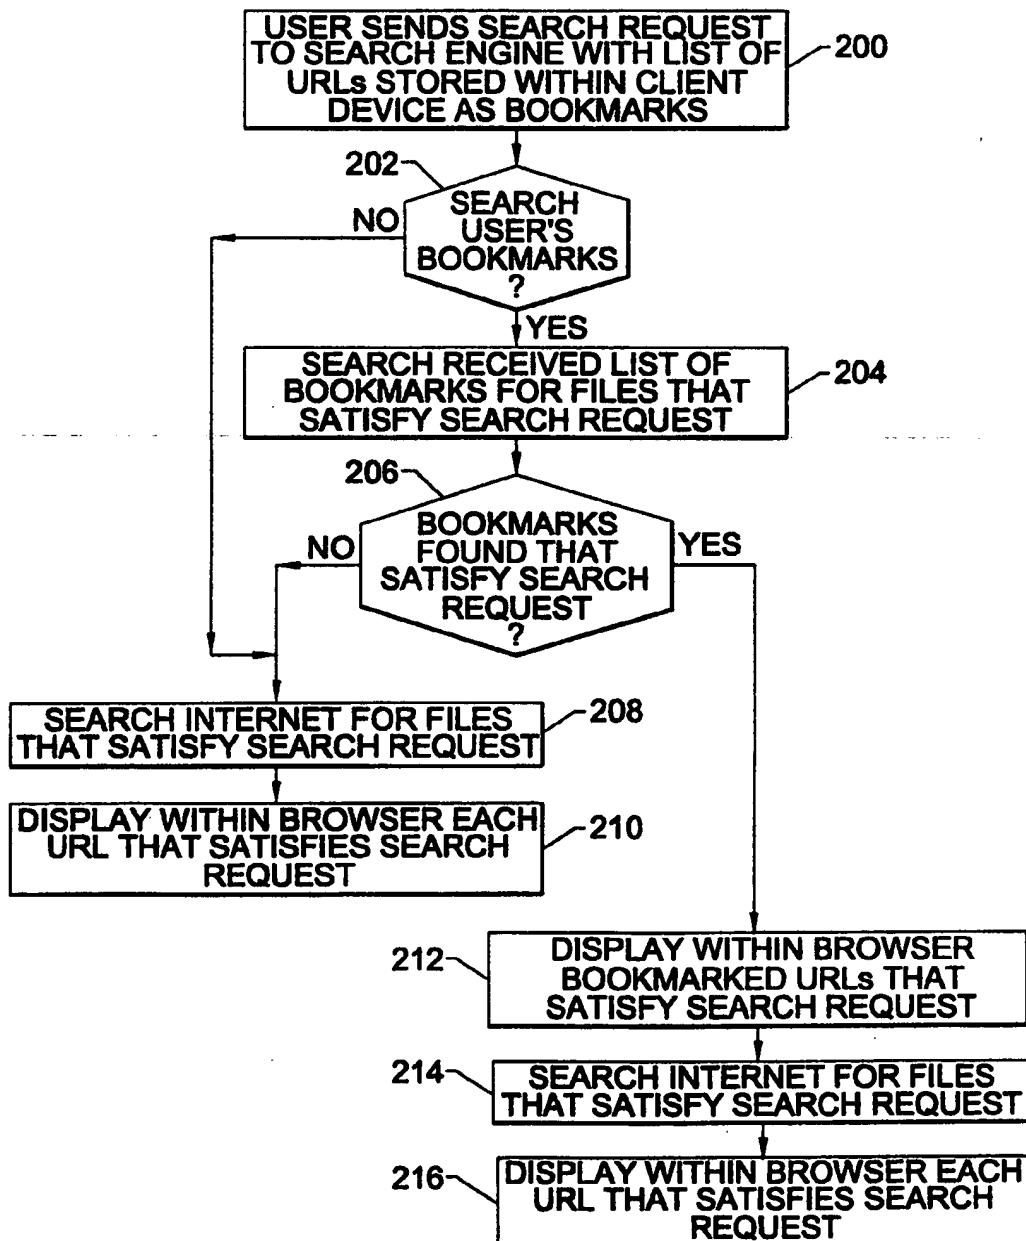 USER SENDS SEARCH REQUEST
TO SEARCH ENGINE WITH LIST OF
URLs STORED WITHIN CLIENT
DEVICE AS BOOKMARKS
200
202
SEARCH
USER'S
BOOKMARKS
?
NO
YES
SEARCH RECEIVED LIST OF
BOOKMARKS FOR FILES THAT
SATISFY SEARCH REQUEST
204
206
BOOKMARKS
FOUND THAT
SATISFY SEARCH
REQUEST
?
NO
YES
SEARCH INTERNET FOR FILES
THAT SATISFY SEARCH REQUEST
208
DISPLAY WITHIN BROWSER EACH
URL THAT SATISFIES SEARCH
REQUEST
210
212
DISPLAY WITHIN BROWSER
BOOKMARKED URLs THAT
SATISFY SEARCH REQUEST
214
SEARCH INTERNET FOR FILES
THAT SATISFY SEARCH REQUEST
216
DISPLAY WITHIN BROWSER EACH
URL THAT SATISFIES SEARCH
REQUEST